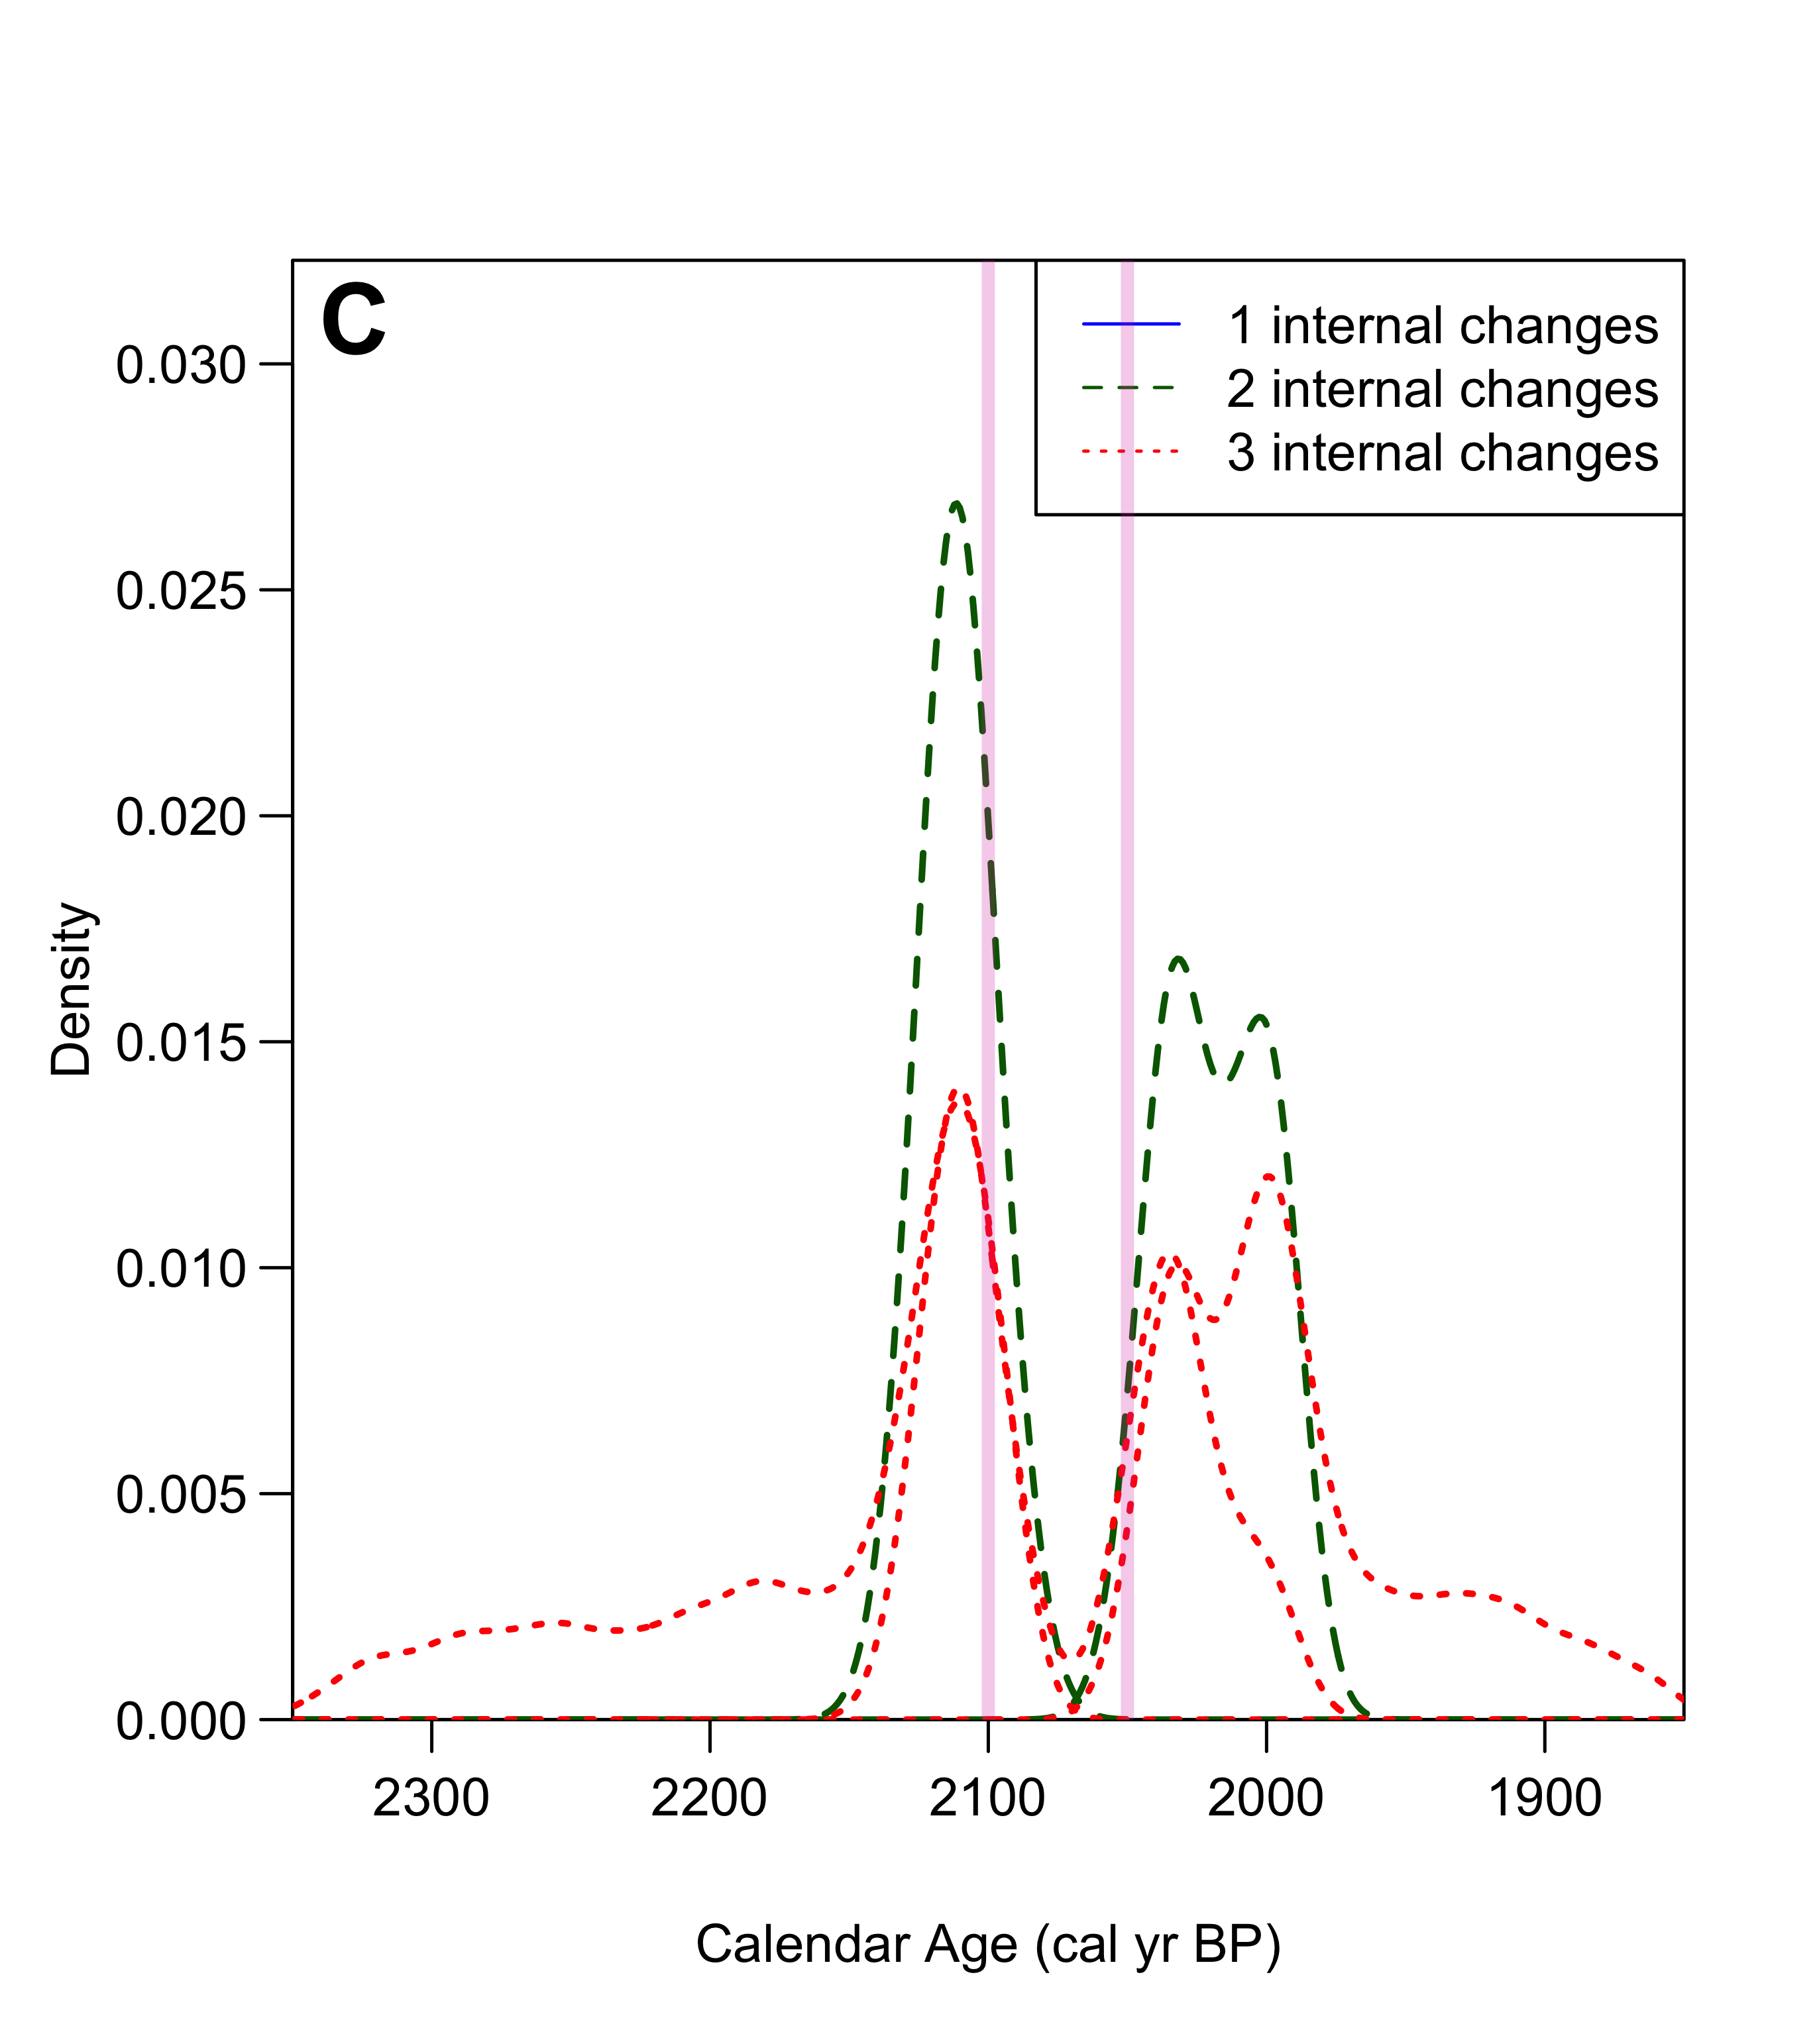 C
1 internal changes
2 internal changes
3 internal changes
0.030
0.025
0.020
0.015
0.010
0.005
0.000
Density
2300 2200 2100 2000 1900
Calendar Age (cal yr BP)